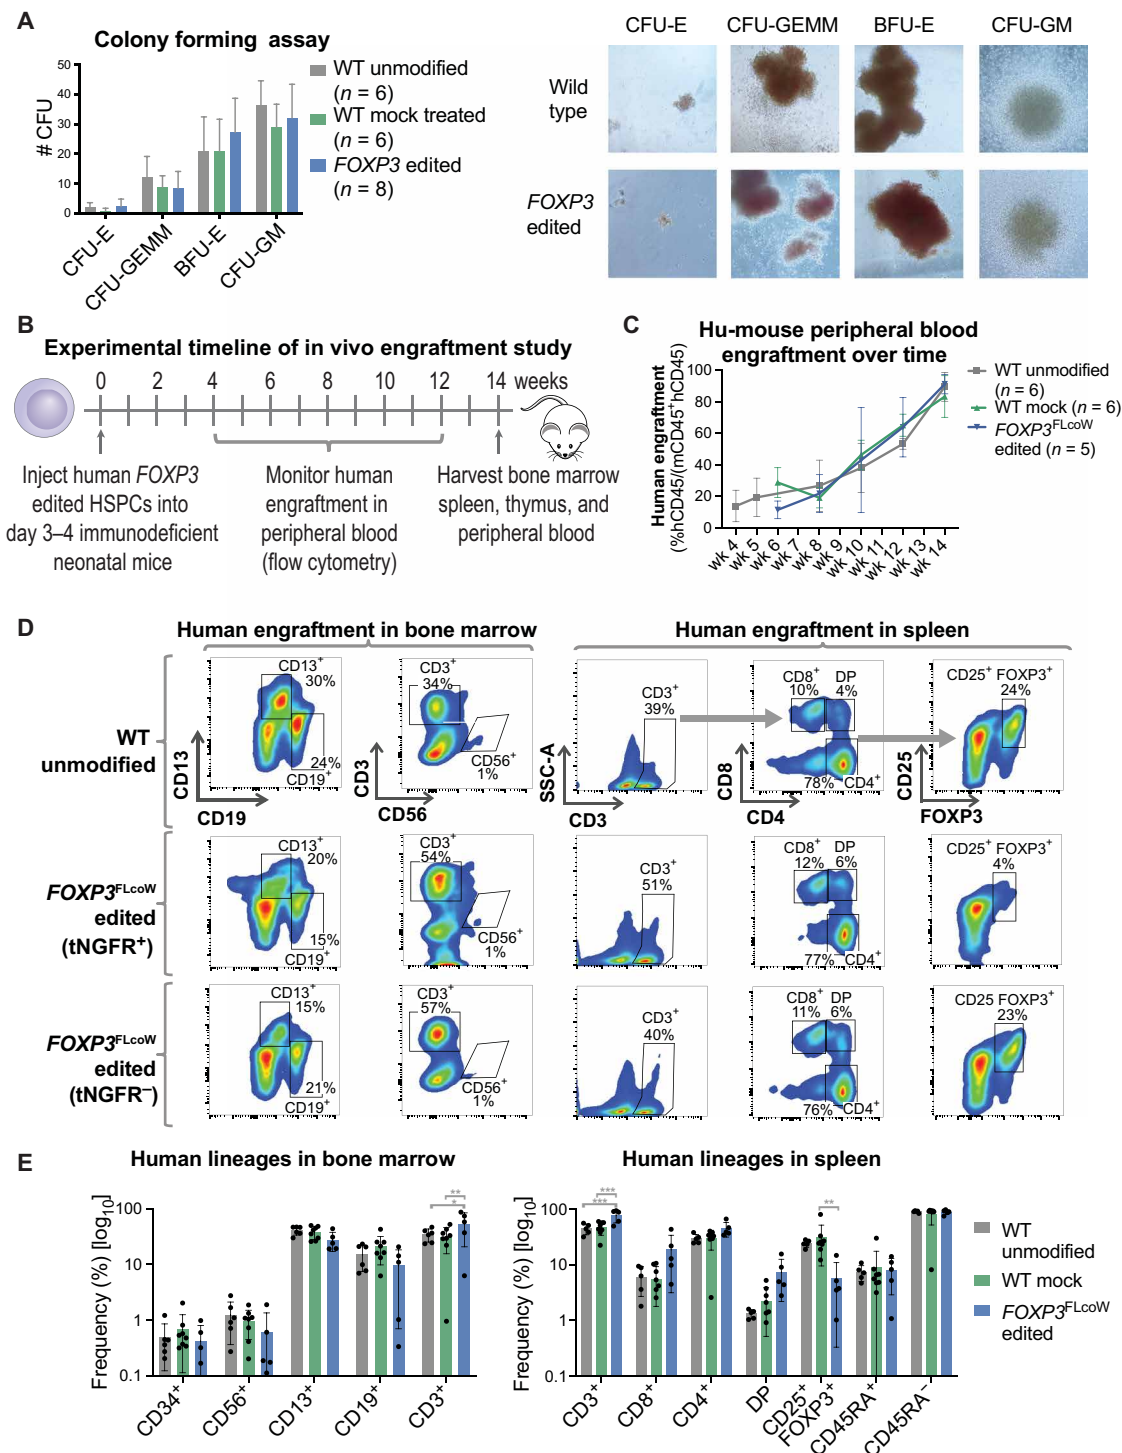 A
Colony forming assay
# CFU
50
40
30
20
10
0
CFU-E
CFU-GEMM
BFU-E
CFU-GM
WT unmodified
(n = 6)
WT mock treated
(n = 6)
FOXP3 edited
(n = 8)
CFU-E
CFU-GEMM
BFU-E
CFU-GM
Wild
type
FOXP3
edited
B
Experimental timeline of in vivo engraftment study
0 2 4 6 8 10 12 14 weeks
Inject human FOXP3
edited HSPCs into
day 3–4 immunodeficient
neonatal mice
Monitor human
engraftment in
peripheral blood
(flow cytometry)
Harvest bone marrow
spleen, thymus, and
peripheral blood
C
Hu-mouse peripheral blood
engraftment over time
Human engraftment
(%hCD45/(mCD45⁺hCD45)
100
80
60
40
20
0
wk 4
wk 5
wk 6
wk 7
wk 8
wk 9
wk 10
wk 11
wk 12
wk 13
wk 14
WT unmodified
(n = 6)
WT mock (n = 6)
FOXP3FLcoW
edited (n = 5)
D
Human engraftment in bone marrow
Human engraftment in spleen
WT
unmodified
CD13⁺
30%
24%
CD19⁺
CD13
CD19
CD3⁺
34%
CD56⁺
1%
CD3
CD56
CD3⁺
39%
SSC-A
CD3
CD8⁺
10%
DP
4%
78%
CD4⁺
CD8
CD4
CD25⁺ FOXP3⁺
24%
CD25
FOXP3
FOXP3FLcoW
edited
(tNGFR⁺)
CD13⁺
20%
15%
CD19⁺
CD3⁺
54%
CD56⁺
1%
CD3⁺
51%
CD8⁺
12%
DP
6%
77%
CD4⁺
CD25⁺ FOXP3⁺
4%
FOXP3FLcoW
edited
(tNGFR⁻)
CD13⁺
15%
21%
CD19⁺
CD3⁺
57%
CD56⁺
1%
CD3⁺
40%
CD8⁺
11%
DP
6%
76%
CD4⁺
CD25 FOXP3⁺
23%
E
Human lineages in bone marrow
Frequency (%) [log₁₀]
100
10
1
0.1
**
*
CD34⁺
CD56⁺
CD13⁺
CD19⁺
CD3⁺
Human lineages in spleen
Frequency (%) [log₁₀]
100
10
1
0.1
***
***
**
CD3⁺
CD8⁺
CD4⁺
DP
CD25⁺
FOXP3⁺
CD45RA⁺
CD45RA⁻
WT
unmodified
WT mock
FOXP3FLcoW
edited